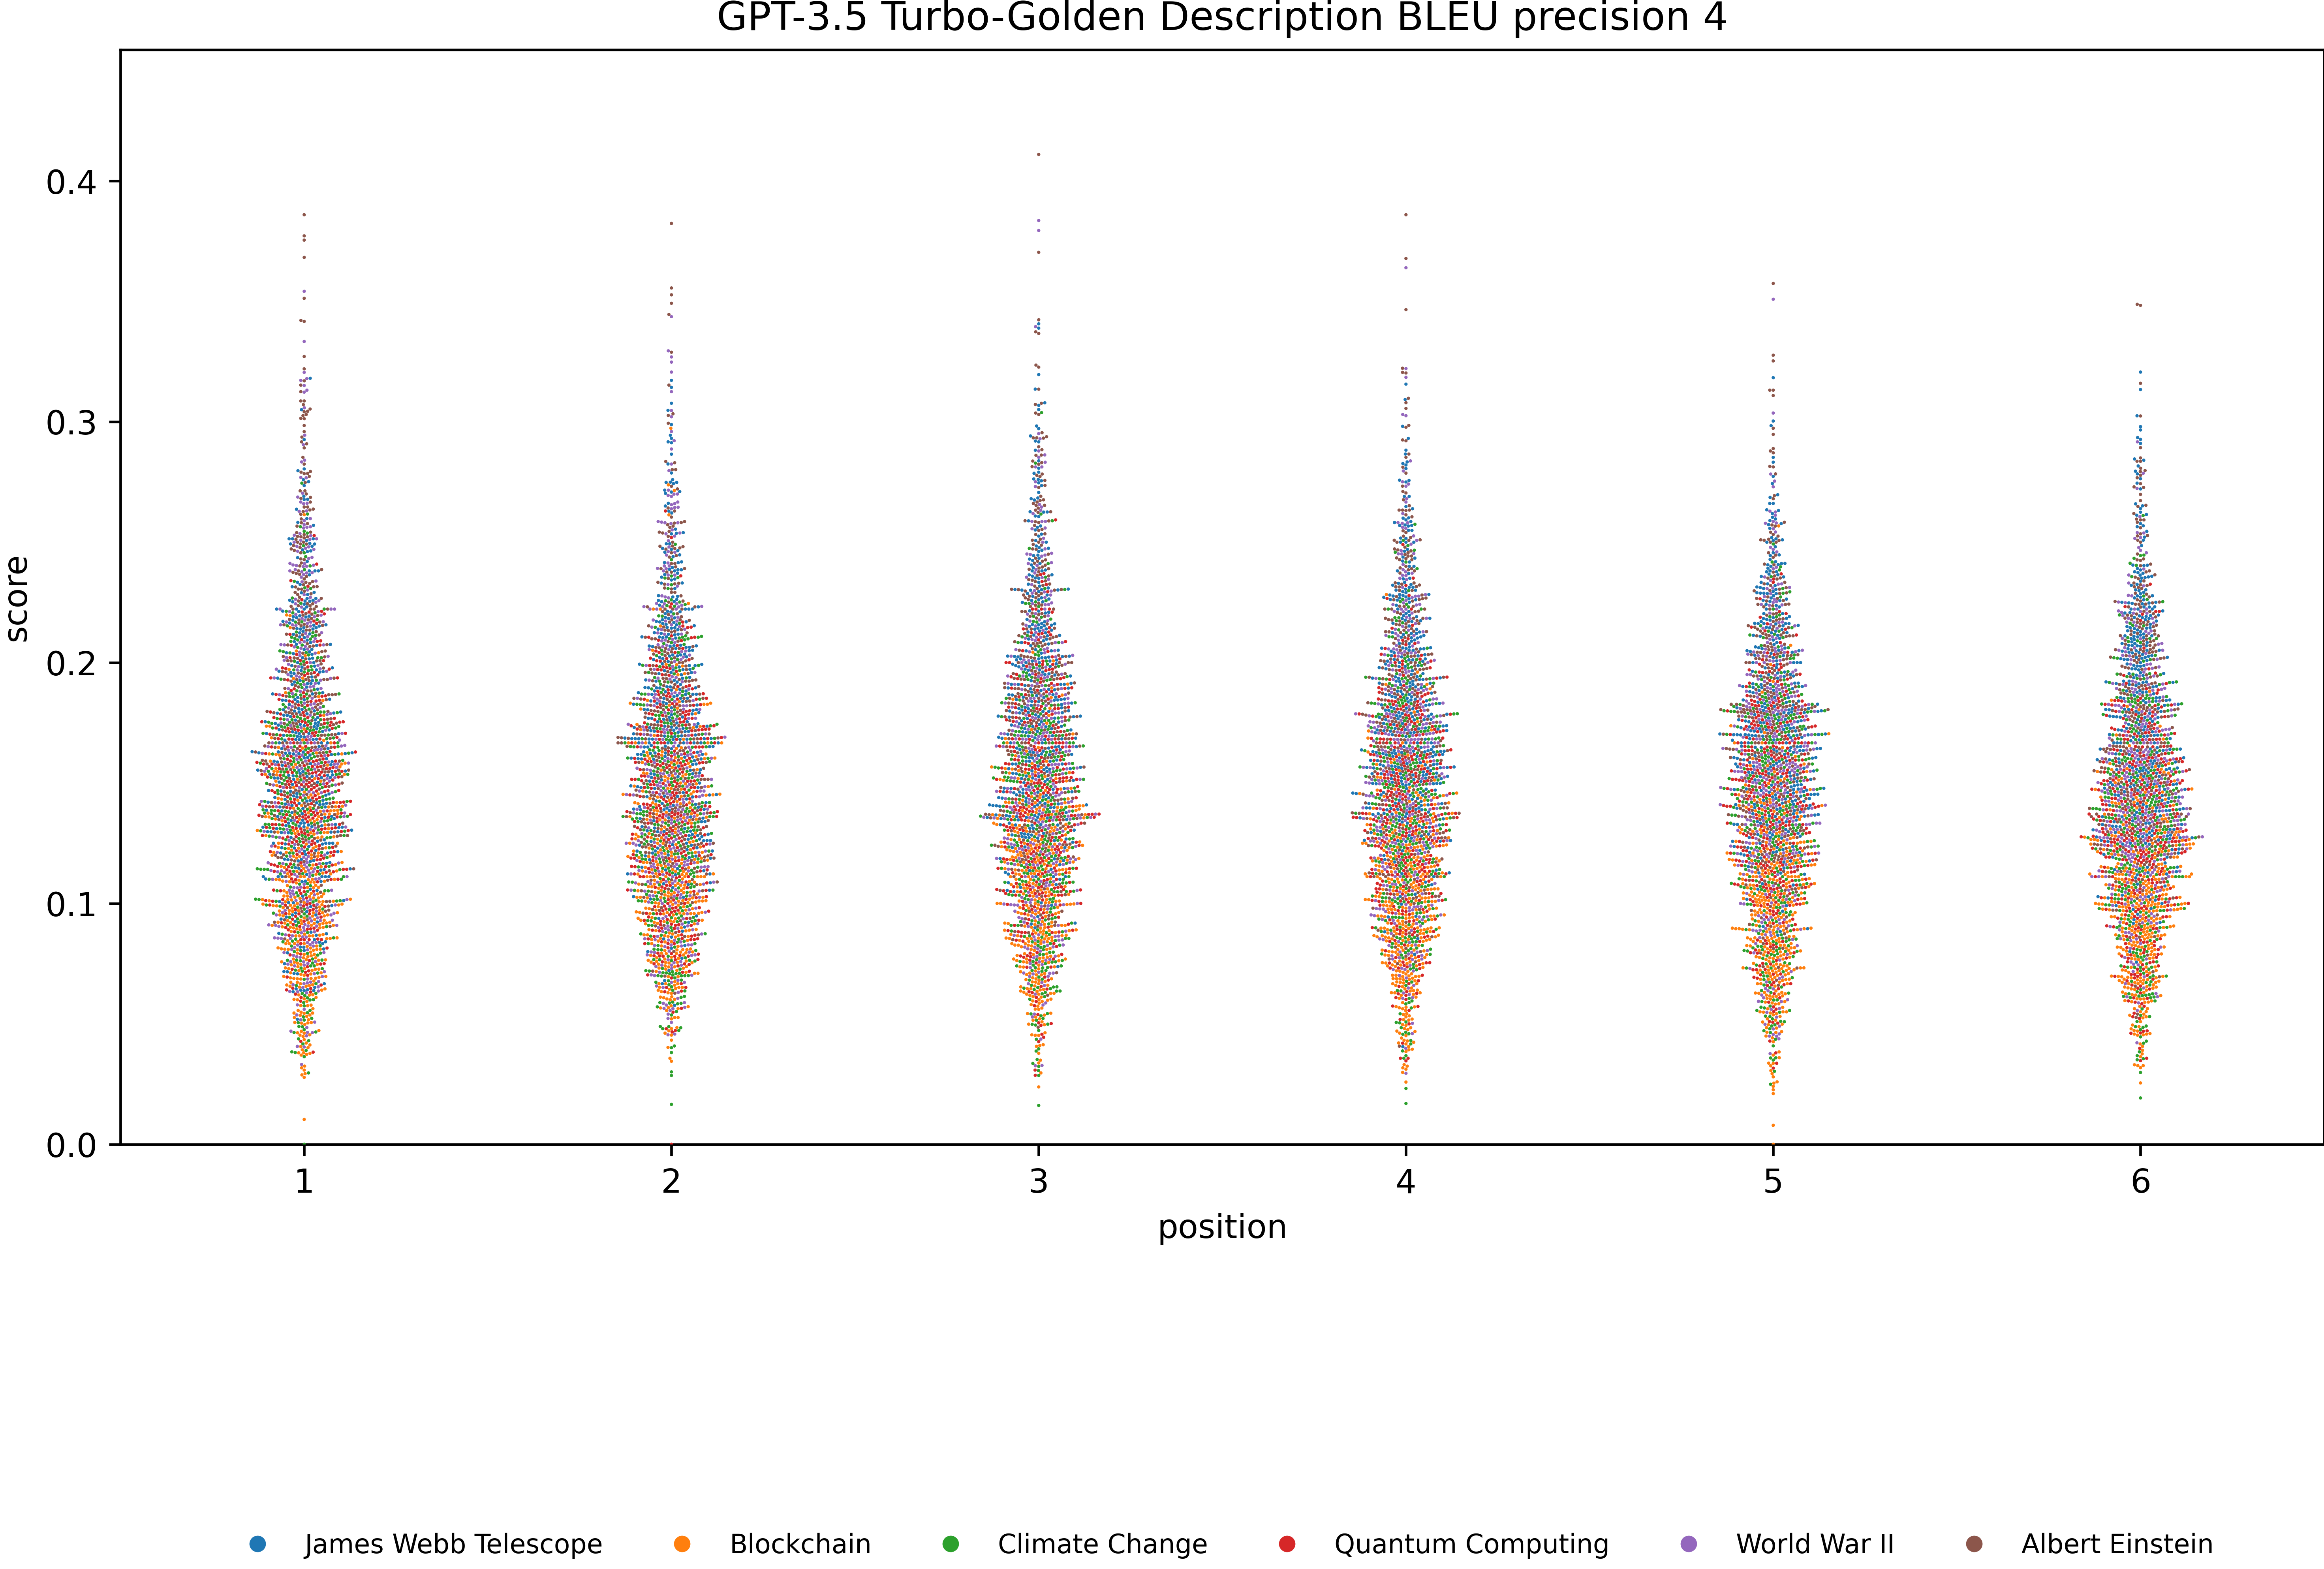 GPT-3.5 Turbo-Golden Description BLEU precision 4
score
0.4
0.3
0.2
0.1
0.0
1 2 3 4 5 6
position
James Webb Telescope Blockchain Climate Change Quantum Computing World War II Albert Einstein